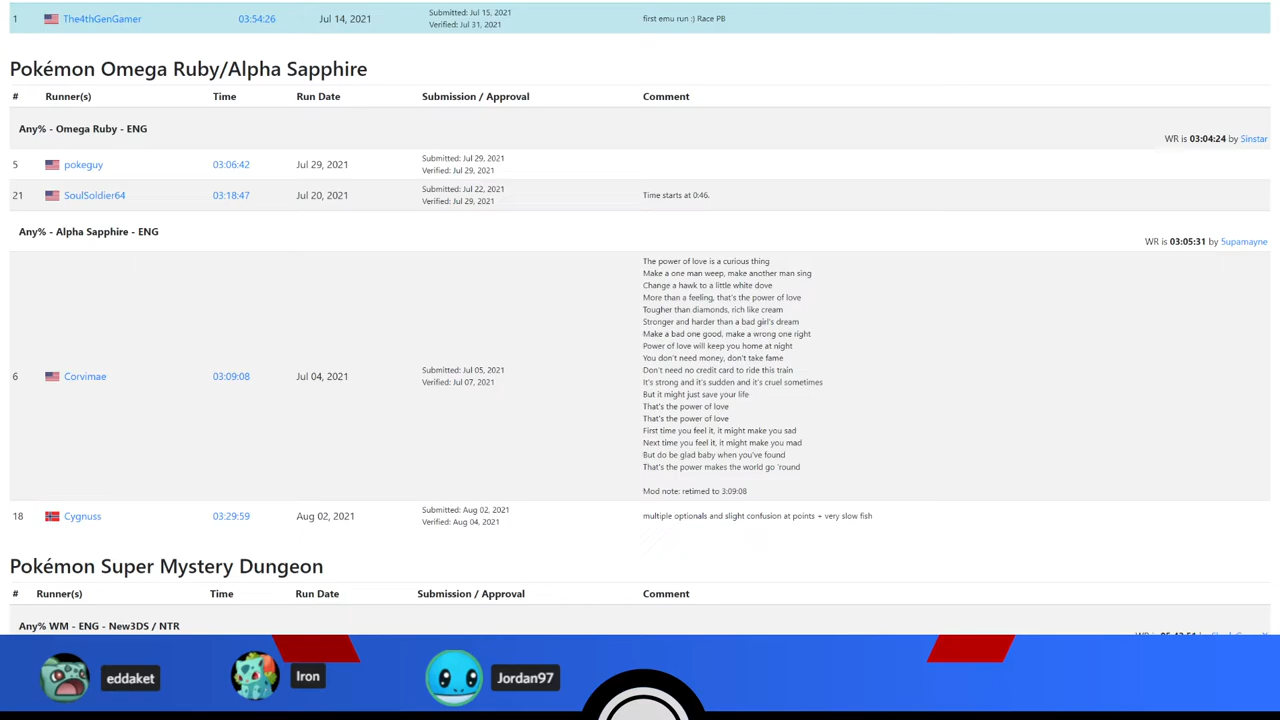 1 The4thGenGamer 03:54:26 Jul 14, 2021 Submitted: Jul 15, 2021 first emu run :) Race PB
Verified: Jul 31, 2021
Pokémon Omega Ruby/Alpha Sapphire
# Runner(s) Time Run Date Submission / Approval Comment
Any% - Omega Ruby - ENG
WR is 03:04:24 by Sinstar
5 pokeguy 03:06:42 Jul 29, 2021 Submitted: Jul 29, 2021
Verified: Jul 29, 2021
21 SoulSoldier64 03:18:47 Jul 20, 2021 Submitted: Jul 22, 2021 Time starts at 0:46.
Verified: Jul 29, 2021
Any% - Alpha Sapphire - ENG
WR is 03:05:31 by 5upamayne
The power of love is a curious thing
Make a one man weep, make another man sing
Change a hawk to a little white dove
More than a feeling, that's the power of love
Tougher than diamonds, rich like cream
Stronger and harder than a bad girl's dream
Make a bad one good, make a wrong one right
Power of love will keep you home at night
You don't need money, don't take fame
Don't need no credit card to ride this train
It's strong and it's sudden and it's cruel sometimes
But it might just save your life
That's the power of love
That's the power of love
First time you feel it, it might make you sad
Next time you feel it, it might make you mad
But do be glad baby when you've found
That's the power makes the world go 'round
Mod note: retimed to 3:09:08
6 Corvimae 03:09:08 Jul 04, 2021 Submitted: Jul 05, 2021
Verified: Jul 07, 2021
18 Cygnuss 03:29:59 Aug 02, 2021 Submitted: Aug 02, 2021 multiple optionals and slight confusion at points + very slow fish
Verified: Aug 04, 2021
Pokémon Super Mystery Dungeon
# Runner(s) Time Run Date Submission / Approval Comment
Any% WM - ENG - New3DS / NTR
eddaket Iron Jordan97